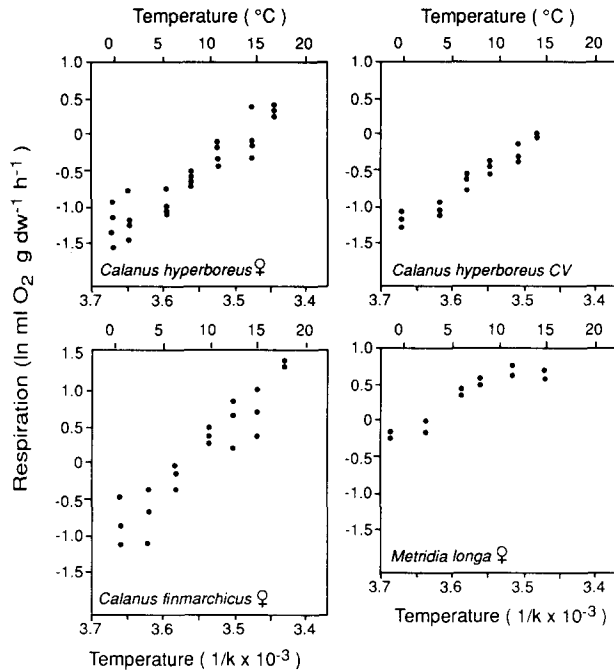 Temperature ( °C)
Temperature ( °C)
0 5 10 15 20
0 5 10 15 20
1.0
0.5
0
-0.5
-1.0
-1.5
Calanus hyperboreus ♀
3.7 3.6 3.5 3.4
1.0
0.5
0
-0.5
-1.0
-1.5
Calanus hyperboreus CV
3.7 3.6 3.5 3.4
Respiration (ln ml O₂ g dw⁻¹ h⁻¹)
0 5 10 15 20
0 5 10 15 20
1.5
1.0
0.5
0
-0.5
-1.0
-1.5
Calanus finmarchicus ♀
3.7 3.6 3.5 3.4
1.0
0.5
0
-0.5
-1.0
-1.5
Metridia longa ♀
3.7 3.6 3.5 3.4
Temperature ( 1/k x 10⁻³ )
Temperature ( 1/k x 10⁻³ )